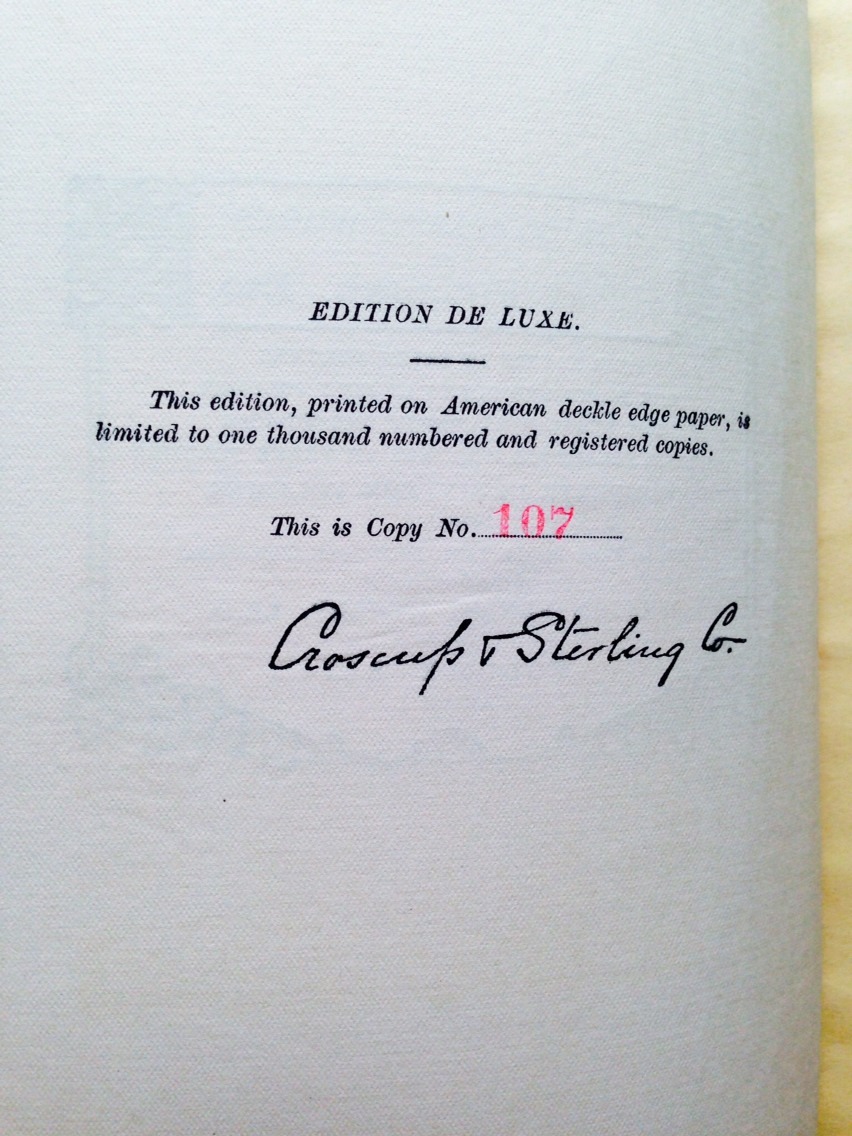 EDITION DE LUXE.
This edition, printed on American deckle edge paper, is
limited to one thousand numbered and registered copies.
This is Copy No. 107
Croscup & Sterling Co.